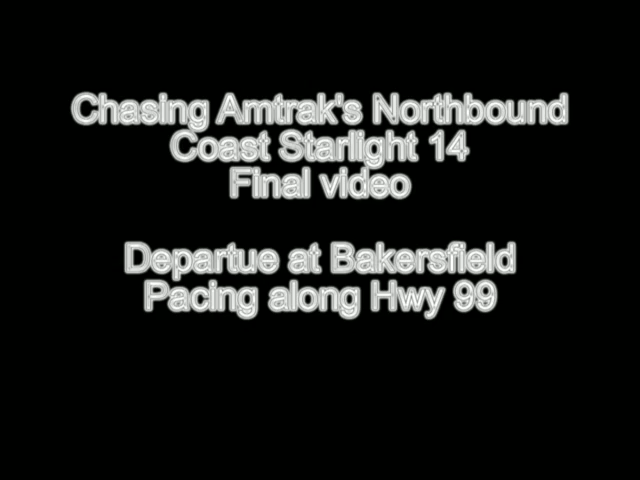 Chasing Amtrak's Northbound
Coast Starlight 14
Final video
Departue at Bakersfield
Pacing along Hwy 99